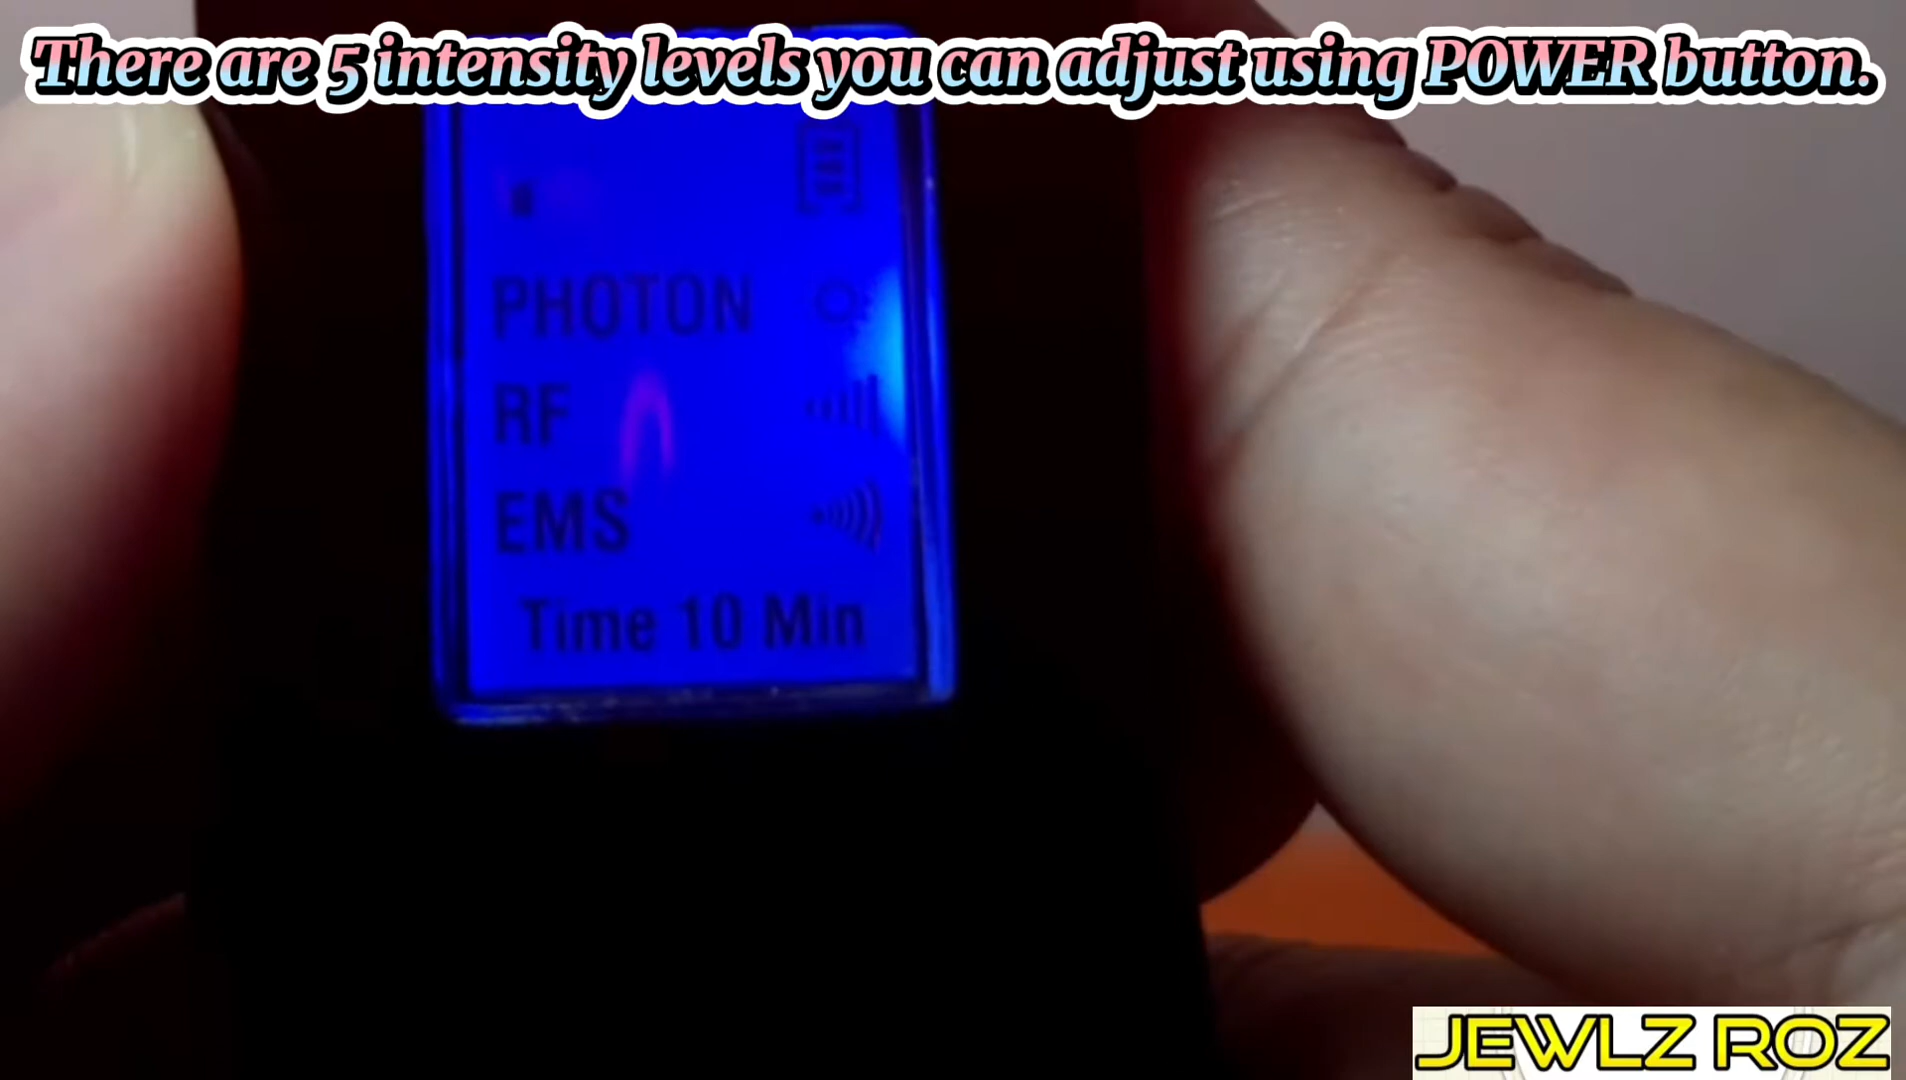 There are 5 intensity levels you can adjust using POWER button.
PHOTON
RF
EMS
Time 10 Min
JEWLZ ROZ